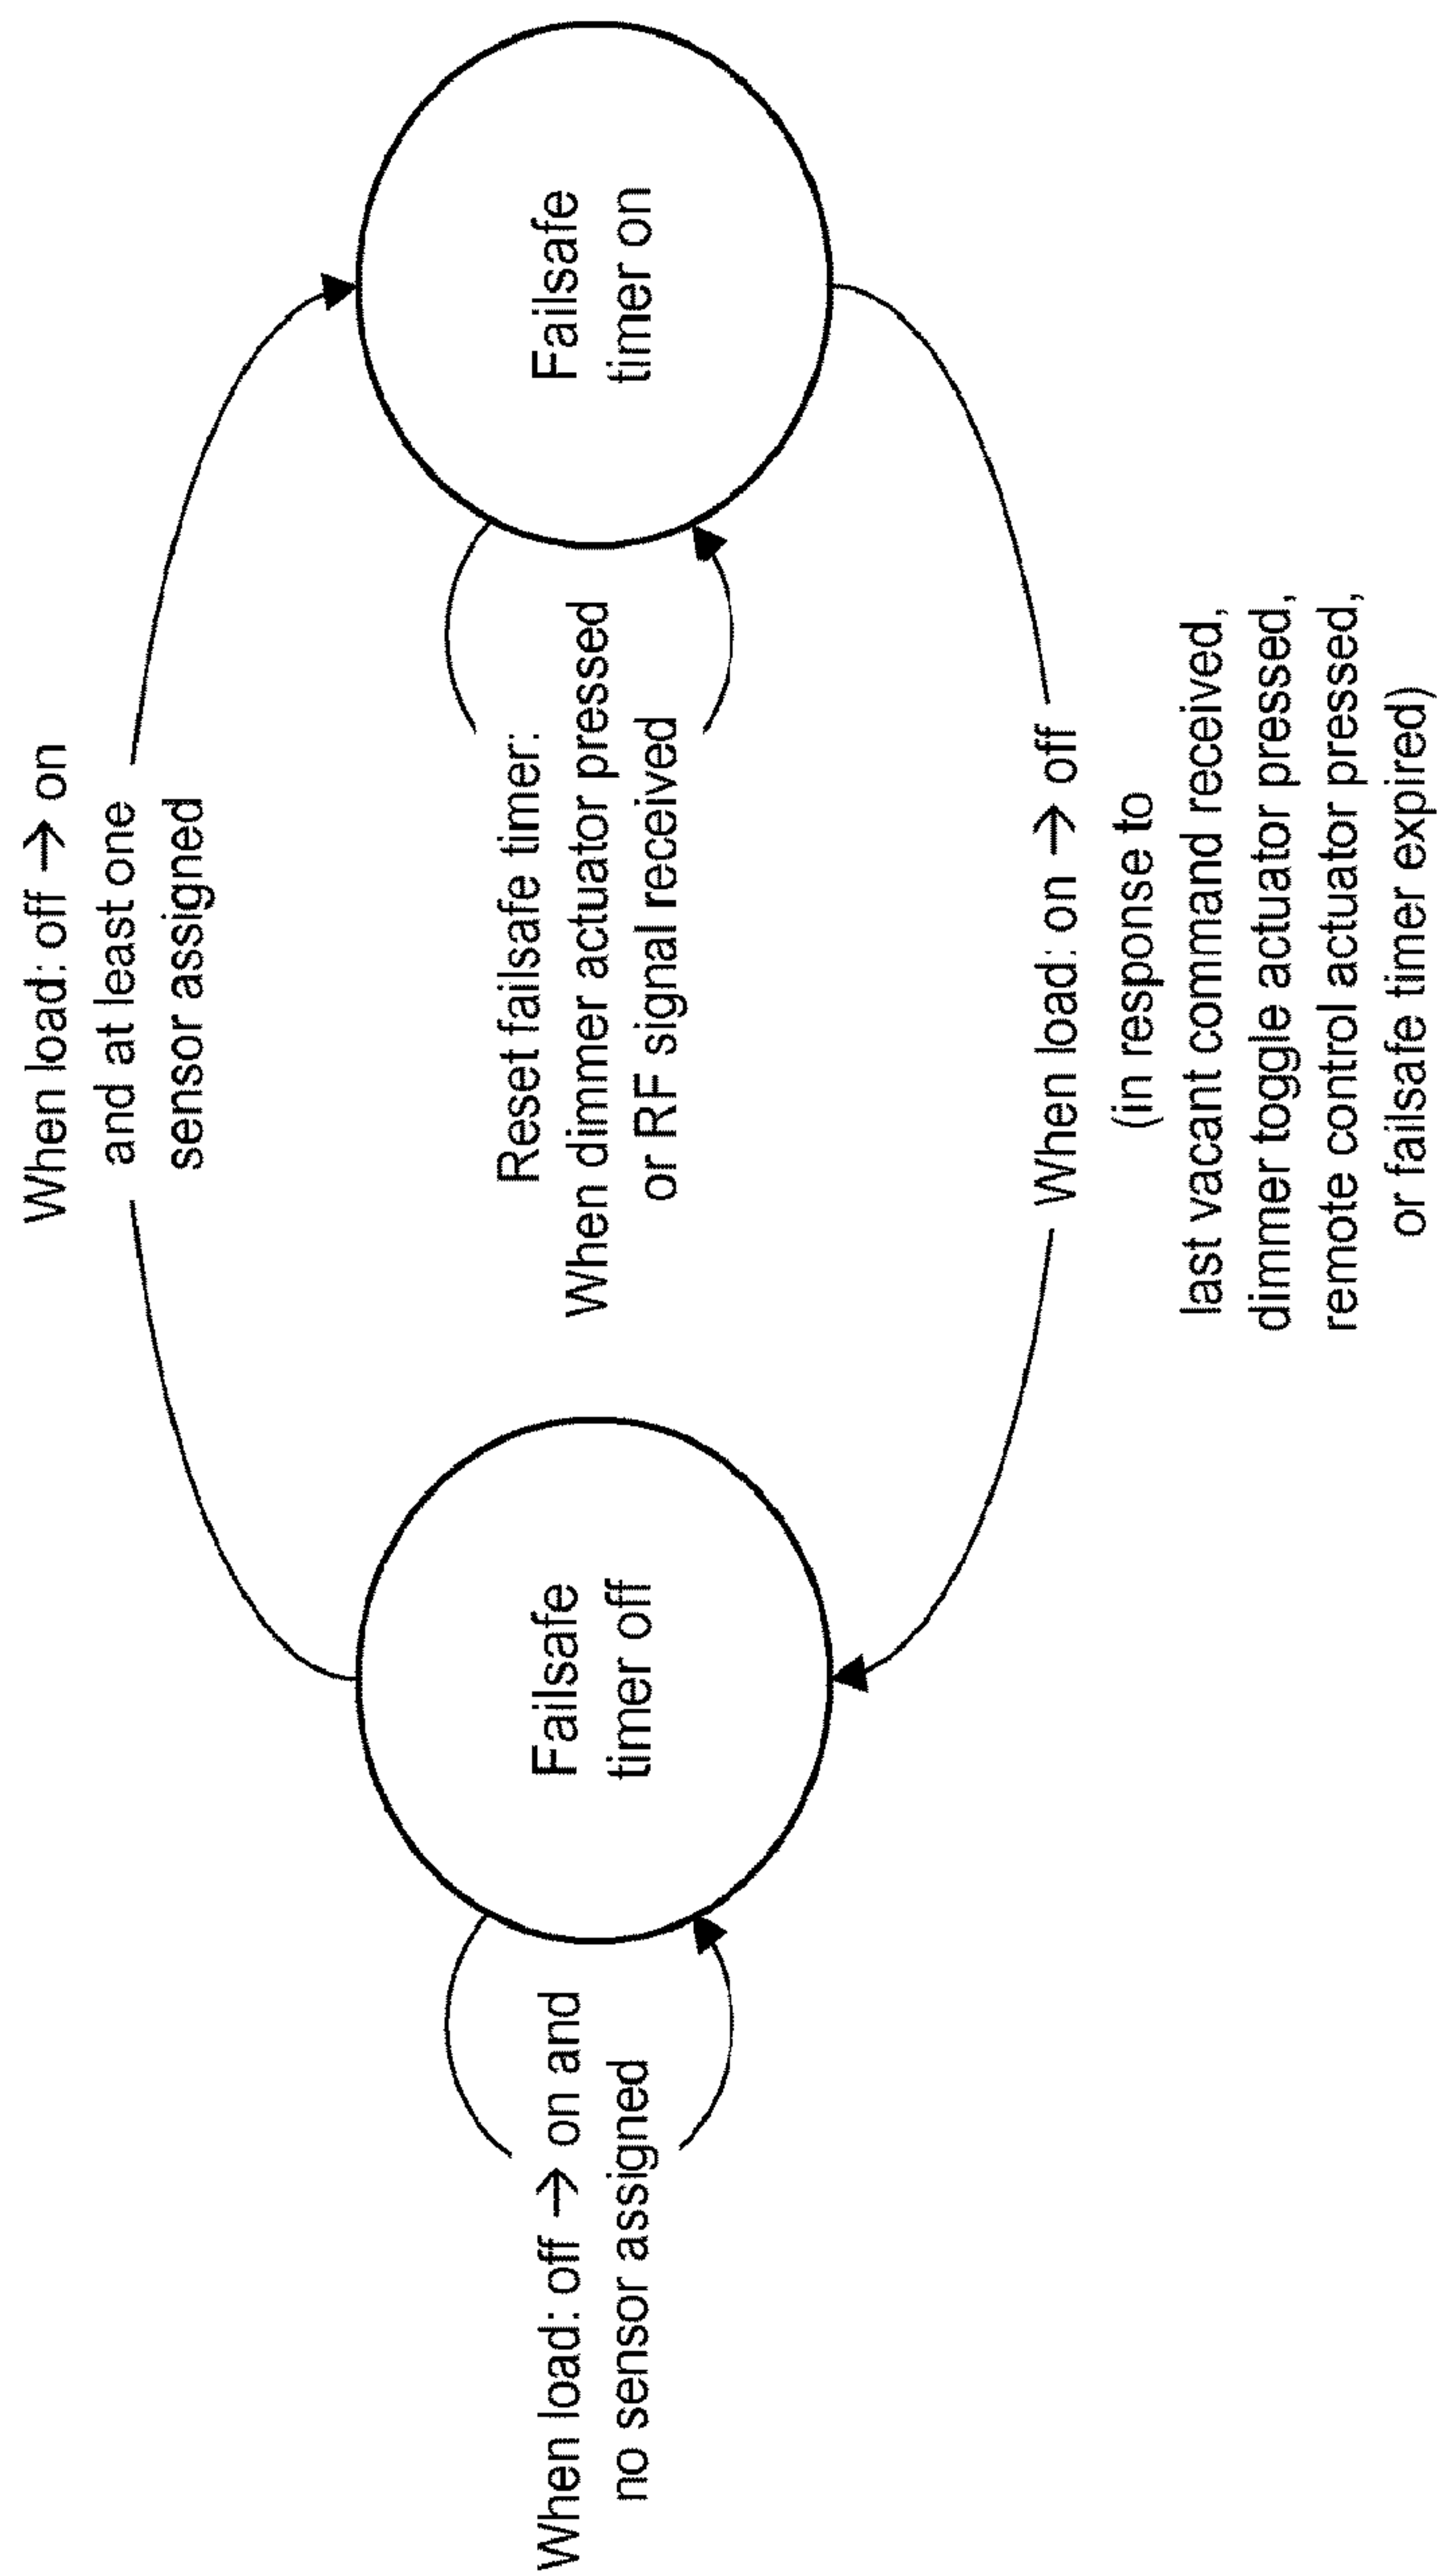 When load: off → on
and at least one
sensor assigned
When load: off → on and
no sensor assigned
Failsafe
timer off
Reset failsafe timer:
When dimmer actuator pressed
or RF signal received
Failsafe
timer on
When load: on → off
(in response to
last vacant command received,
dimmer toggle actuator pressed,
remote control actuator pressed,
or failsafe timer expired)